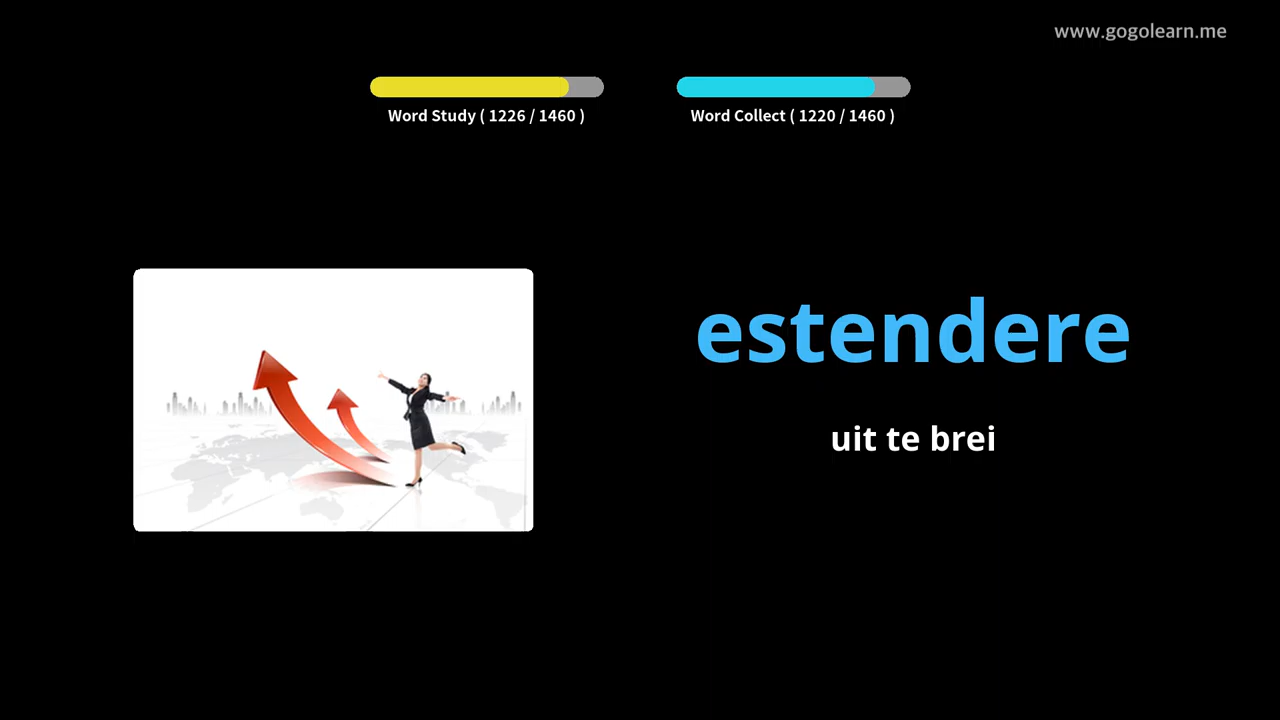 www.gogolearn.me
Word Study ( 1226 / 1460 )
Word Collect ( 1220 / 1460 )
estendere
uit te brei